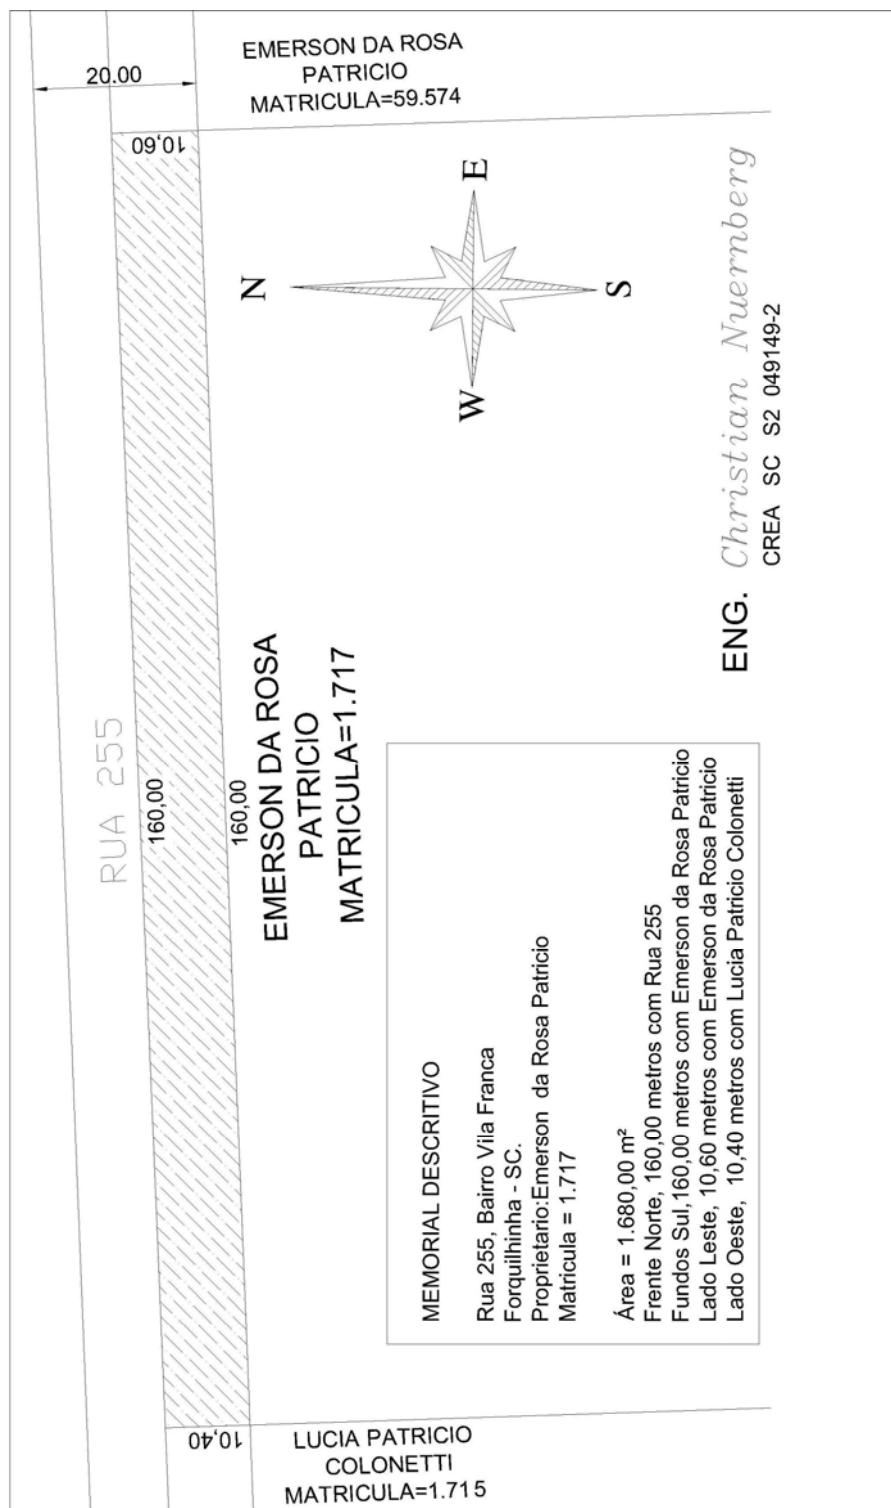 EMERSON DA ROSA
PATRICIO
MATRICULA=59.574
20.00
10,60
N
E
W
S
RUA 255
160,00
160,00
EMERSON DA ROSA
PATRICIO
MATRICULA=1.717
ENG. Christian Nuernberg
CREA SC S2 049149-2
MEMORIAL DESCRITIVO
Rua 255, Bairro Vila Franca
Forquilhinha - SC.
Proprietario:Emerson da Rosa Patricio
Matricula = 1.717
Área = 1.680,00 m²
Frente Norte, 160,00 metros com Rua 255
Fundos Sul,160,00 metros com Emerson da Rosa Patricio
Lado Leste, 10,60 metros com Emerson da Rosa Patricio
Lado Oeste, 10,40 metros com Lucia Patricio Colonetti
10,40
LUCIA PATRICIO
COLONETTI
MATRICULA=1.715